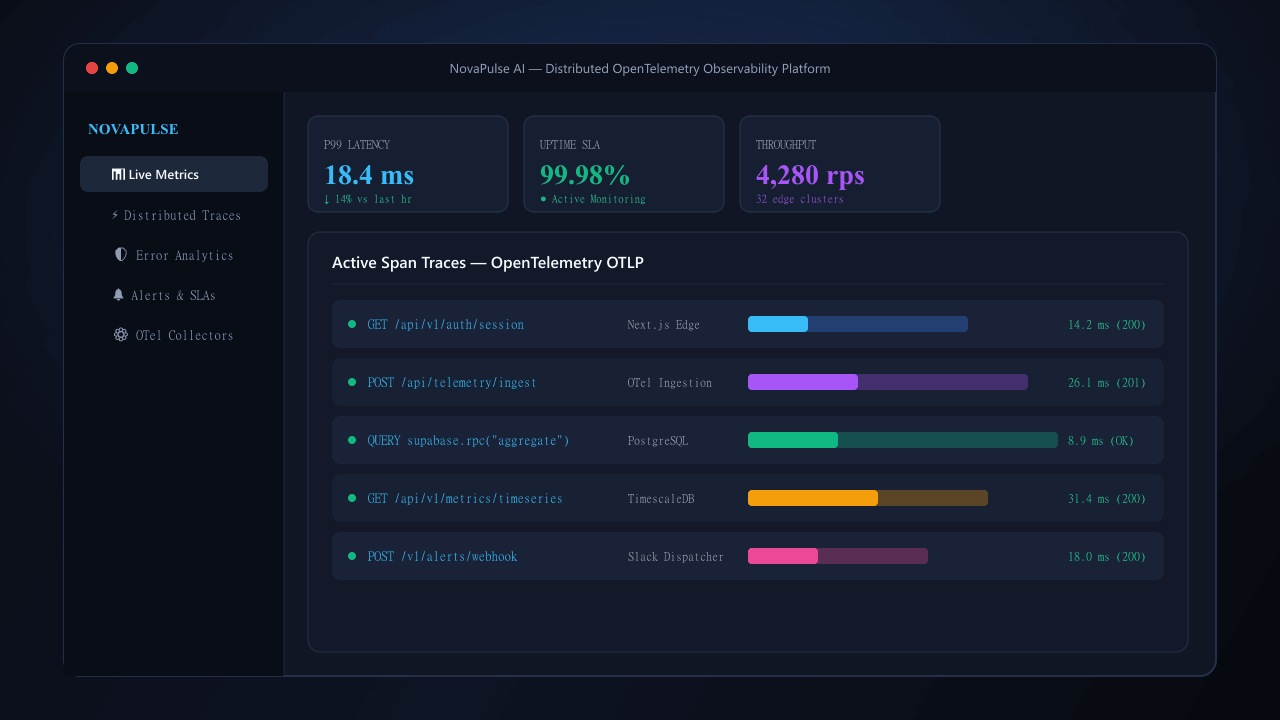 NovaPulse AI — Distributed OpenTelemetry Observability Platform
NOVAPULSE
Live Metrics
⚡ Distributed Traces
Error Analytics
Alerts & SLAs
OTel Collectors
P99 LATENCY
18.4 ms
↓ 14% vs last hr
UPTIME SLA
99.98%
● Active Monitoring
THROUGHPUT
4,280 rps
32 edge clusters
Active Span Traces — OpenTelemetry OTLP
GET /api/v1/auth/session Next.js Edge 14.2 ms (200)
POST /api/telemetry/ingest OTel Ingestion 26.1 ms (201)
QUERY supabase.rpc("aggregate") PostgreSQL 8.9 ms (OK)
GET /api/v1/metrics/timeseries TimescaleDB 31.4 ms (200)
POST /v1/alerts/webhook Slack Dispatcher 18.0 ms (200)